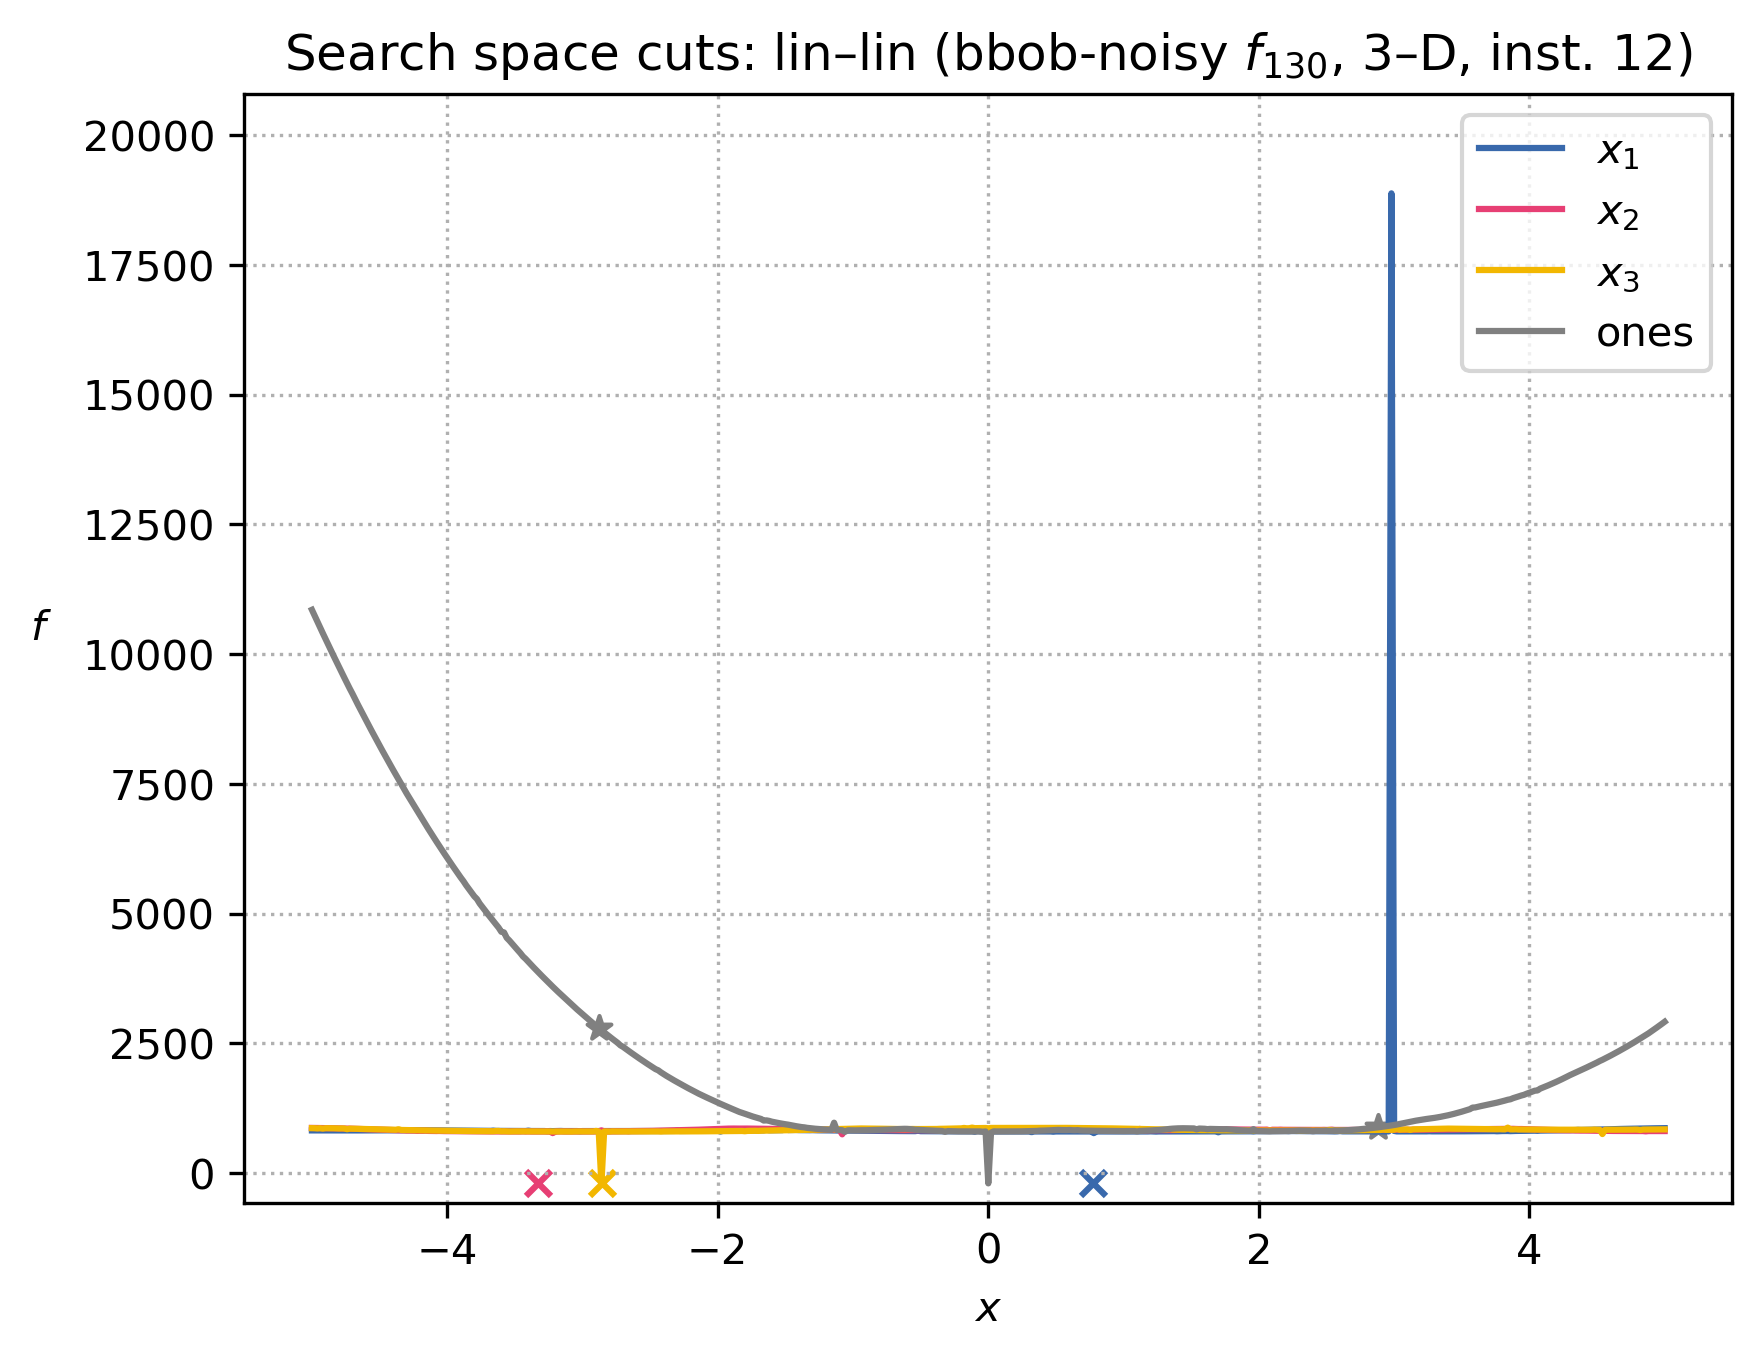 Search space cuts: lin–lin (bbob-noisy f₁₃₀, 3–D, inst. 12)
20000
17500
15000
12500
10000
7500
5000
2500
0
f
x₁
x₂
x₃
ones
−4
−2
0
2
4
x